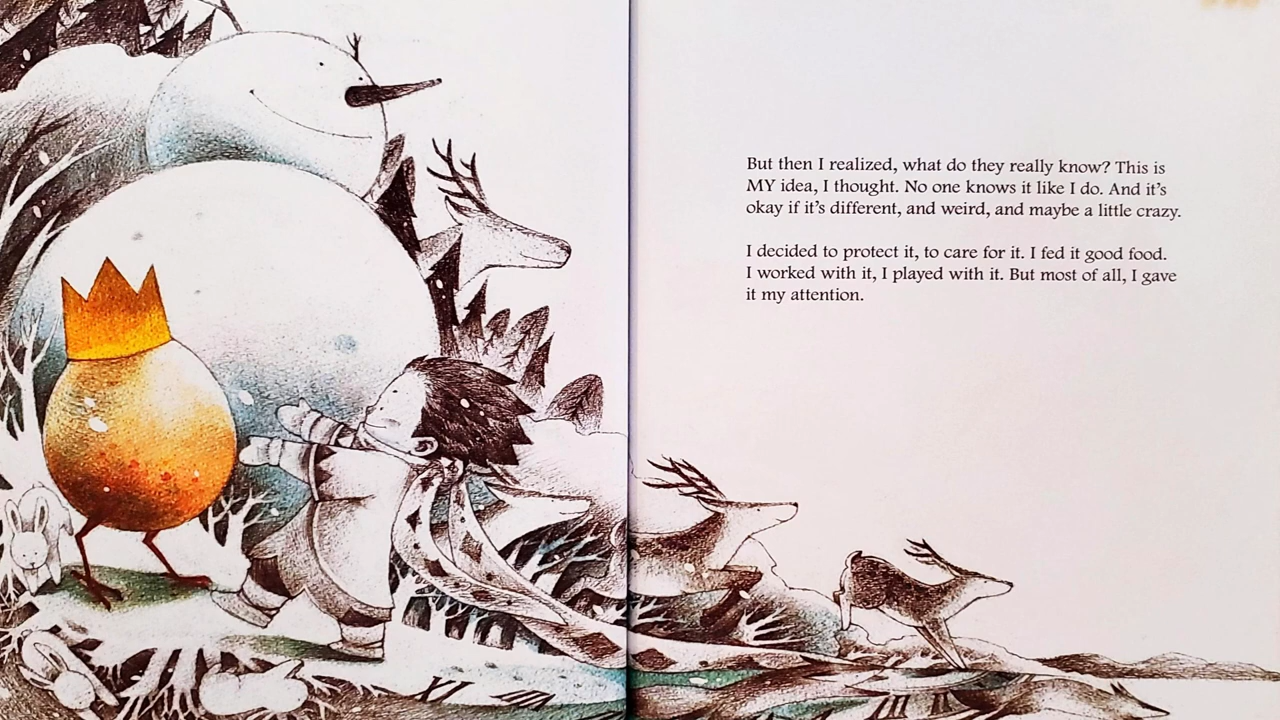 But then I realized, what do they really know? This is
MY idea, I thought. No one knows it like I do. And it's
okay if it's different, and weird, and maybe a little crazy.
I decided to protect it, to care for it. I fed it good food.
I worked with it, I played with it. But most of all, I gave
it my attention.